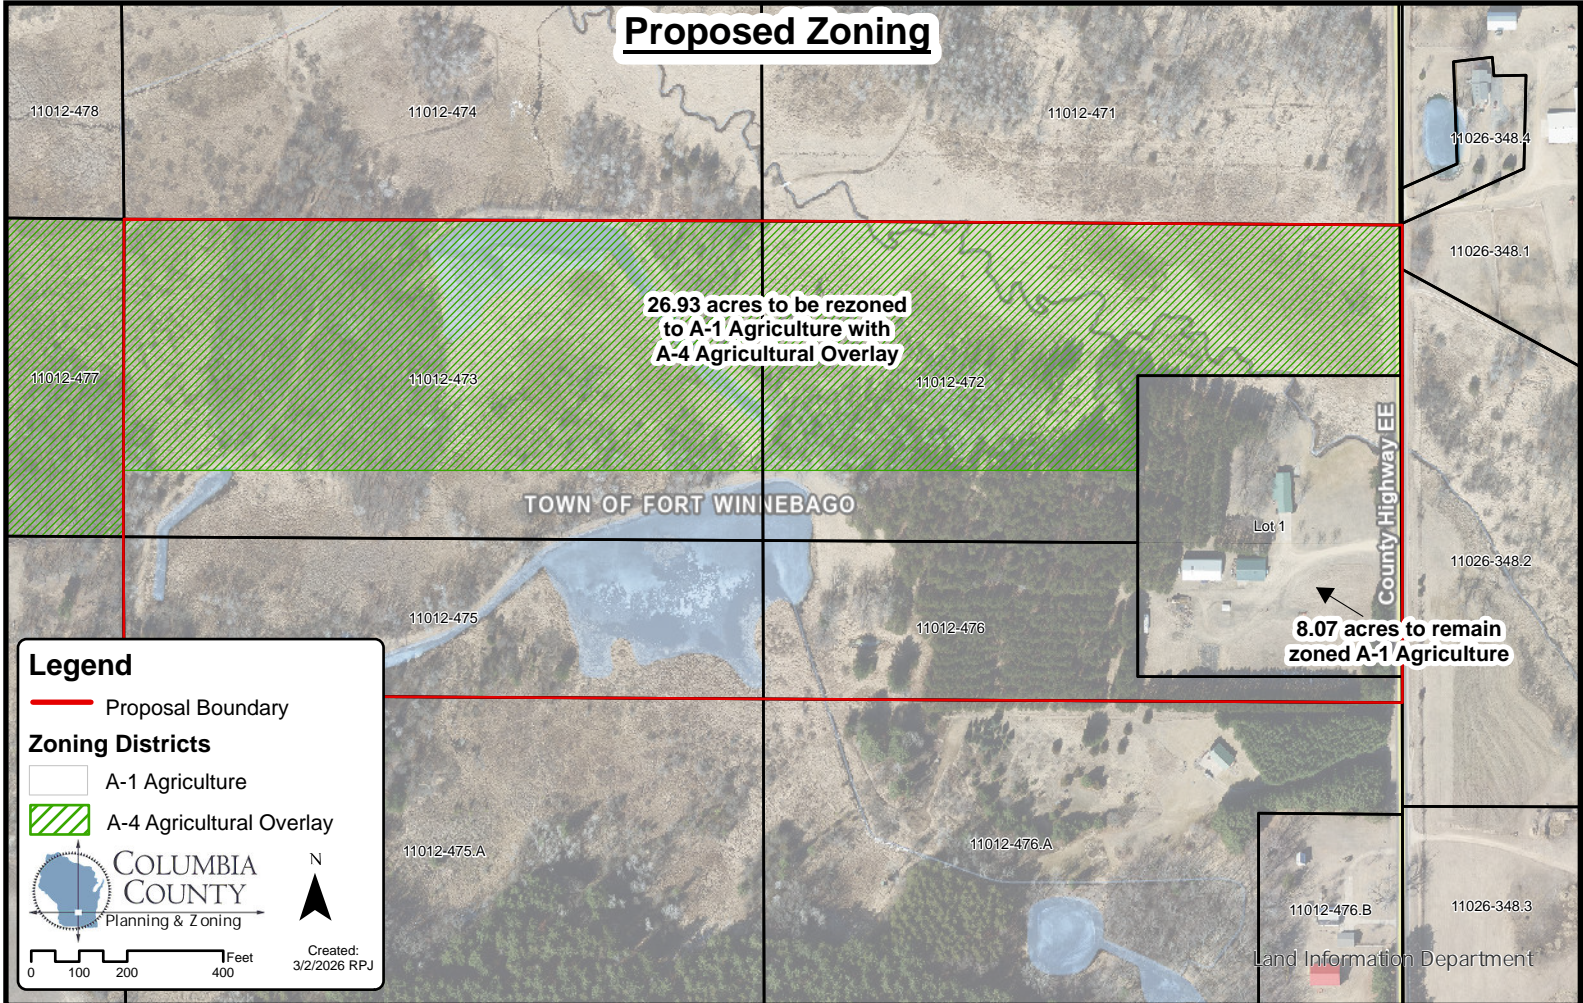 Proposed Zoning
11012-478
11012-474
11012-471
11026-348.4
11026-348.1
26.93 acres to be rezoned
to A-1 Agriculture with
A-4 Agricultural Overlay
11012-477
11012-473
11012-472
County Highway EE
TOWN OF FORT WINNEBAGO
Lot 1
11026-348.2
11012-475
11012-476
8.07 acres to remain
zoned A-1 Agriculture
Legend
Proposal Boundary
Zoning Districts
A-1 Agriculture
A-4 Agricultural Overlay
COLUMBIA
COUNTY
Planning & Zoning
N
Created:
3/2/2026 RPJ
0 100 200 400 Feet
11012-475.A
11012-476.A
11012-476.B
11026-348.3
Land Information Department